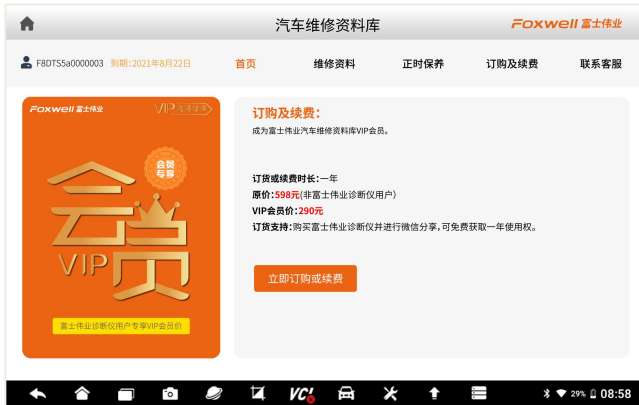 汽车维修资料库
Foxwell 富士伟业
F8DTS5a0000003 到期:2021年8月22日
首页 维修资料 正时保养 订购及续费 联系客服
Foxwell 富士伟业
VIP
会员
专享
会员
VIP
富士伟业诊断仪用户专享VIP会员价
订购及续费：
成为富士伟业汽车维修资料库VIP会员。
订货或续费时长:一年
原价:598元(非富士伟业诊断仪用户)
VIP会员价:290元
订货支持:购买富士伟业诊断仪并进行微信分享,可免费获取一年使用权。
立即订购或续费
VCI
29% 08:58